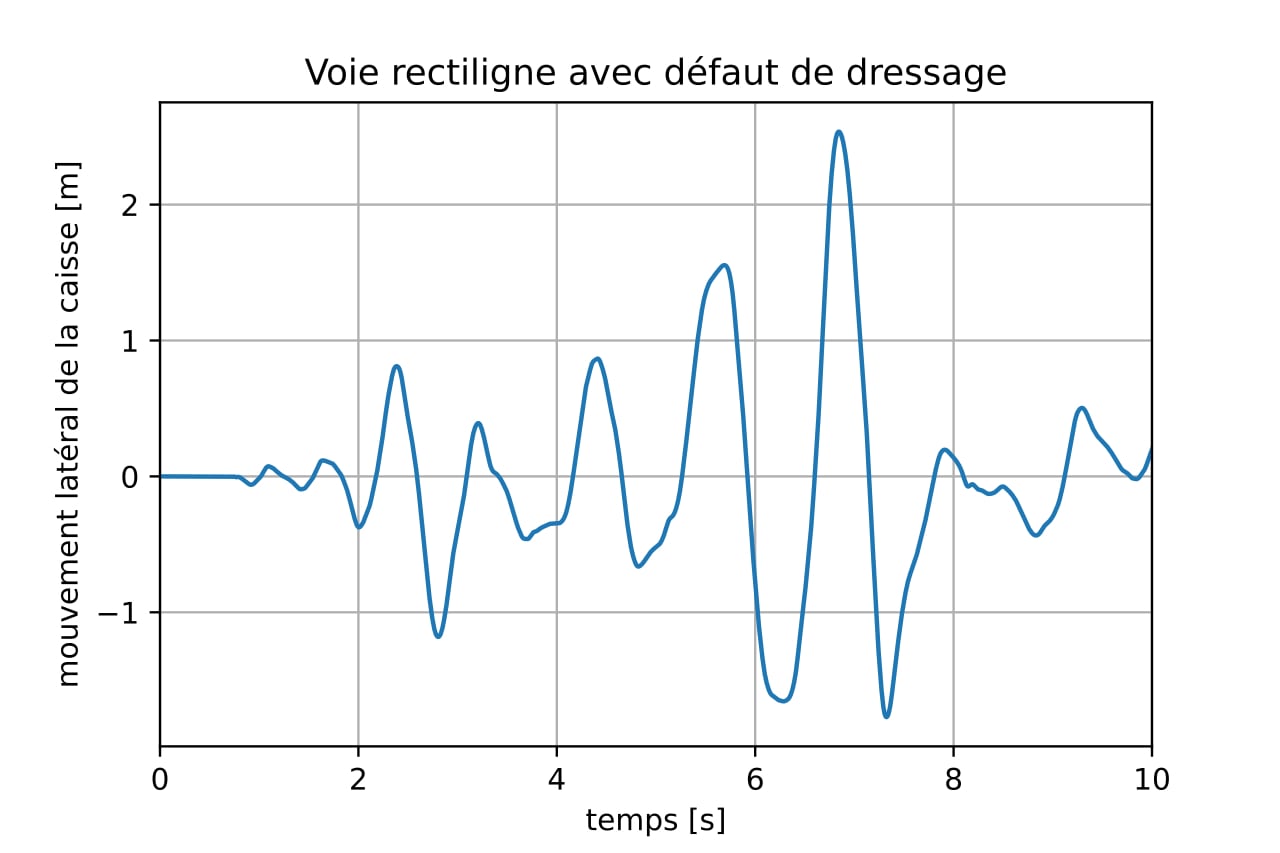 Voie rectiligne avec défaut de dressage
mouvement latéral de la caisse [m]
2
1
0
−1
0 2 4 6 8 10
temps [s]